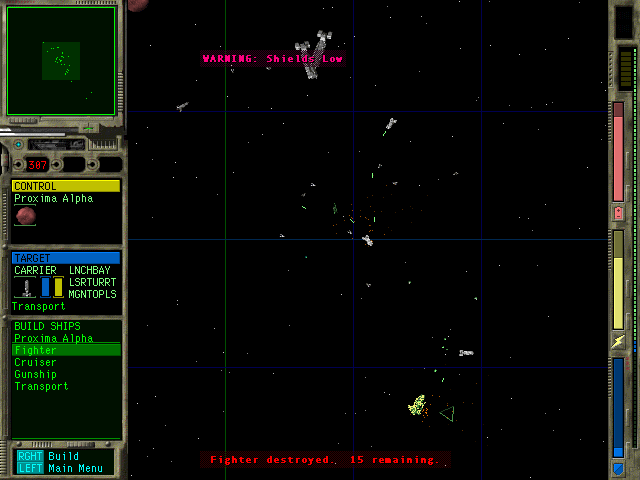 WARNING: Shields Low
307
CONTROL
Proxima Alpha
TARGET
CARRIER LNCHBAY
LSRTURRT
MGNTOPLS
Transport
BUILD SHIPS
Proxima Alpha
Fighter
Cruiser
Gunship
Transport
RGHT Build
LEFT Main Menu
Fighter destroyed. 15 remaining.